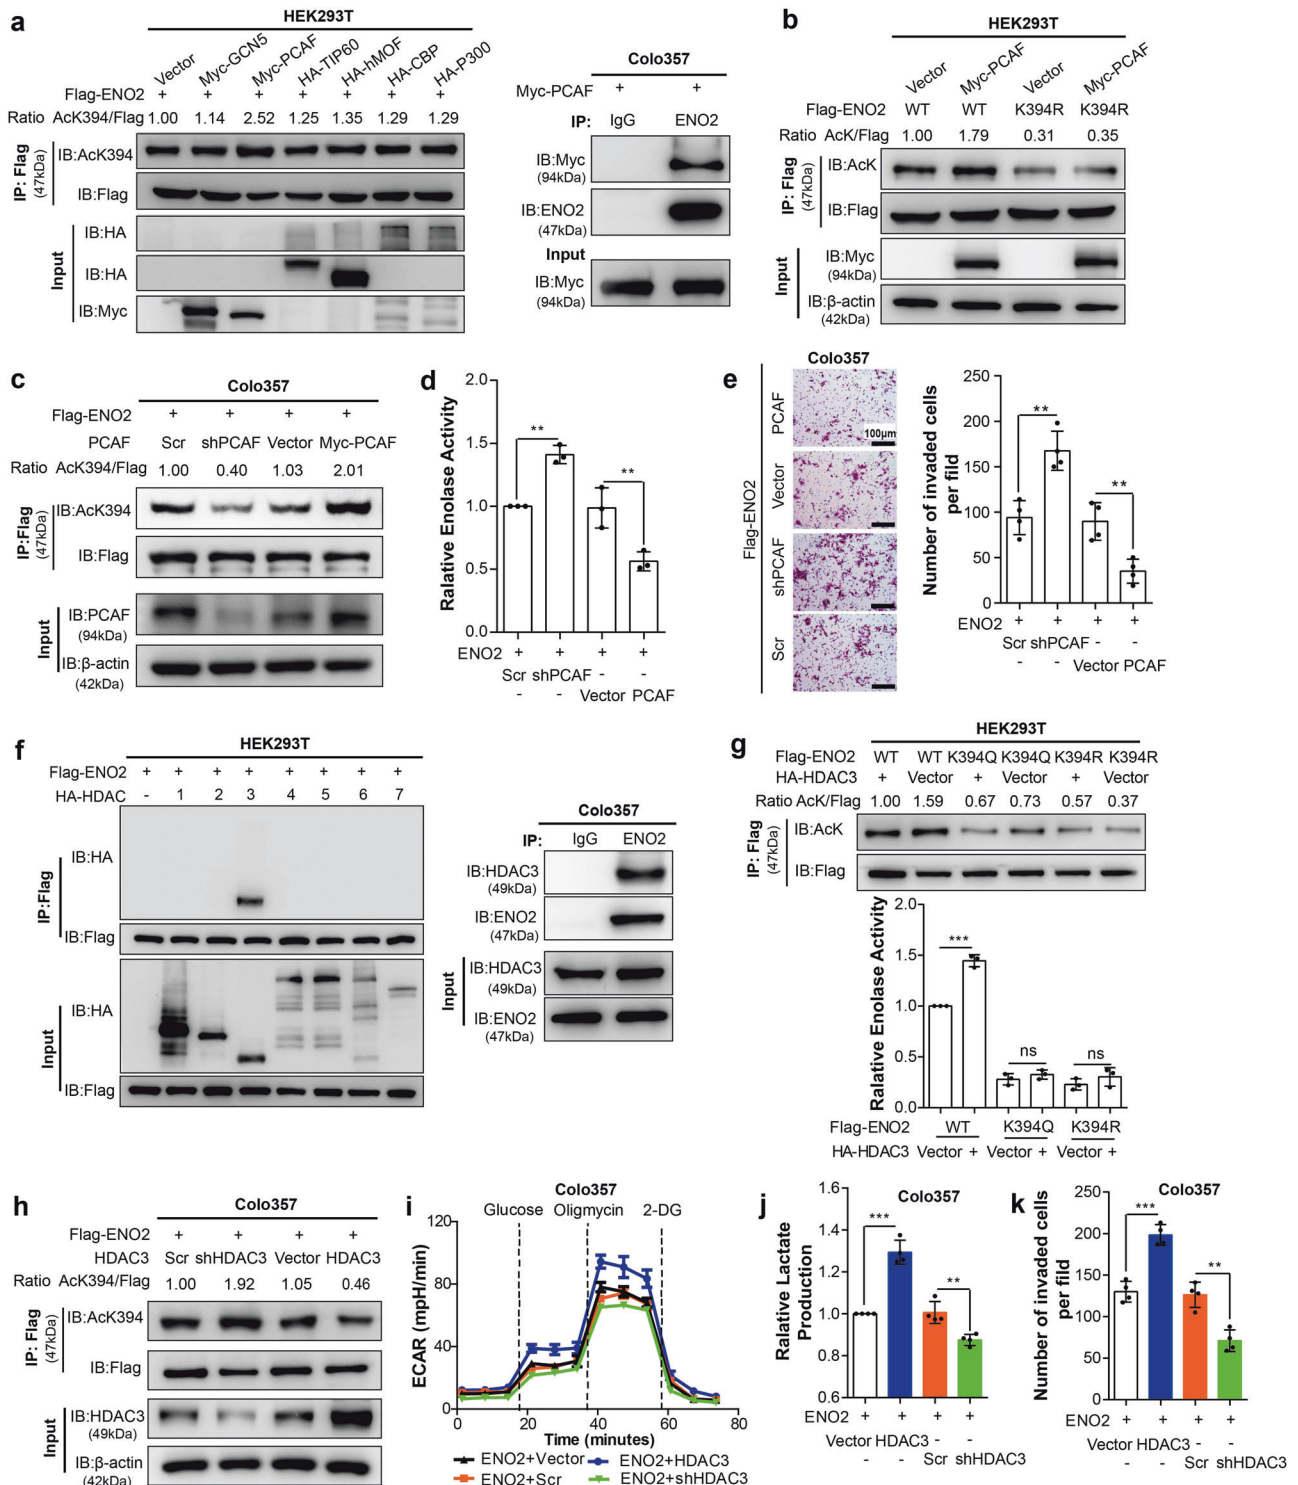 a
HEK293T
Vector
Myc-GCN5
Myc-PCAF
HA-TIP60
HA-hMOF
HA-CBP
HA-P300
Flag-ENO2 + + + + + + +
Ratio AcK394/Flag 1.00 1.14 2.52 1.25 1.35 1.29 1.29
IP: Flag
(47kDa)
IB:AcK394
IB:Flag
Input
IB:HA
IB:HA
IB:Myc
Colo357
Myc-PCAF + +
IP: IgG ENO2
IB:Myc
(94kDa)
IB:ENO2
(47kDa)
Input
IB:Myc
(94kDa)
b
HEK293T
Vector
Myc-PCAF
Vector
Myc-PCAF
Flag-ENO2 WT WT K394R K394R
Ratio AcK/Flag 1.00 1.79 0.31 0.35
IP: Flag
(47kDa)
IB:AcK
IB:Flag
Input
IB:Myc
(94kDa)
IB:β-actin
(42kDa)
c
Colo357
Flag-ENO2 + + + +
PCAF Scr shPCAF Vector Myc-PCAF
Ratio AcK394/Flag 1.00 0.40 1.03 2.01
IP:Flag
(47kDa)
IB:AcK394
IB:Flag
Input
IB:PCAF
(94kDa)
IB:β-actin
(42kDa)
d
Ralative Enolase Activity
2.0
1.5
1.0
0.5
0.0
**
**
ENO2 + + + +
Scr shPCAF - -
- - Vector PCAF
e
Colo357
Flag-ENO2
PCAF
100μm
Vector
shPCAF
Scr
Number of invaded cells
per fild
250
200
150
100
50
0
**
**
ENO2 + + + +
Scr shPCAF - -
- - Vector PCAF
f
HEK293T
Flag-ENO2 + + + + + + + +
HA-HDAC - 1 2 3 4 5 6 7
IP:Flag
IB:HA
IB:Flag
Input
IB:HA
IB:Flag
Colo357
IP: IgG ENO2
IB:HDAC3
(49kDa)
IB:ENO2
(47kDa)
Input
IB:HDAC3
(49kDa)
IB:ENO2
(47kDa)
g
HEK293T
Flag-ENO2 WT WT K394Q K394Q K394R K394R
HA-HDAC3 + Vector + Vector + Vector
Ratio AcK/Flag 1.00 1.59 0.67 0.73 0.57 0.37
IP: Flag
(47kDa)
IB:AcK
IB:Flag
Ralative Enolase Activity
2.0
1.5
1.0
0.5
0.0
***
ns
ns
Flag-ENO2 WT K394Q K394R
HA-HDAC3 Vector + Vector + Vector +
h
Colo357
Flag-ENO2 + + + +
HDAC3 Scr shHDAC3 Vector HDAC3
Ratio AcK394/Flag 1.00 1.92 1.05 0.46
IP: Flag
(47kDa)
IB:AcK394
IB:Flag
Input
IB:HDAC3
(49kDa)
IB:β-actin
(42kDa)
i
Colo357
Glucose Oligmycin 2-DG
ECAR (mpH/min)
120
80
40
0
0 20 40 60 80
Time (minutes)
ENO2+Vector ENO2+HDAC3
ENO2+Scr ENO2+shHDAC3
j
Colo357
Ralative Lactate
Production
1.6
1.4
1.2
1.0
0.8
0.6
***
**
ENO2 + + + +
Vector HDAC3 - -
- - Scr shHDAC3
k
Colo357
Number of invaded cells
per fild
250
200
150
100
50
0
***
**
ENO2 + + + +
Vector HDAC3 - -
- - Scr shHDAC3